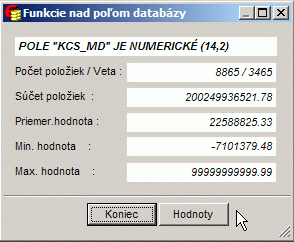 Funkcie nad poľom databázy
POLE "KCS_MD" JE NUMERICKÉ (14,2)
Počet položiek / Veta : 8865 / 3465
Súčet položiek : 200249936521.78
Priemer.hodnota : 22588825.33
Min. hodnota : -7101379.48
Max. hodnota : 99999999999.99
Koniec Hodnoty